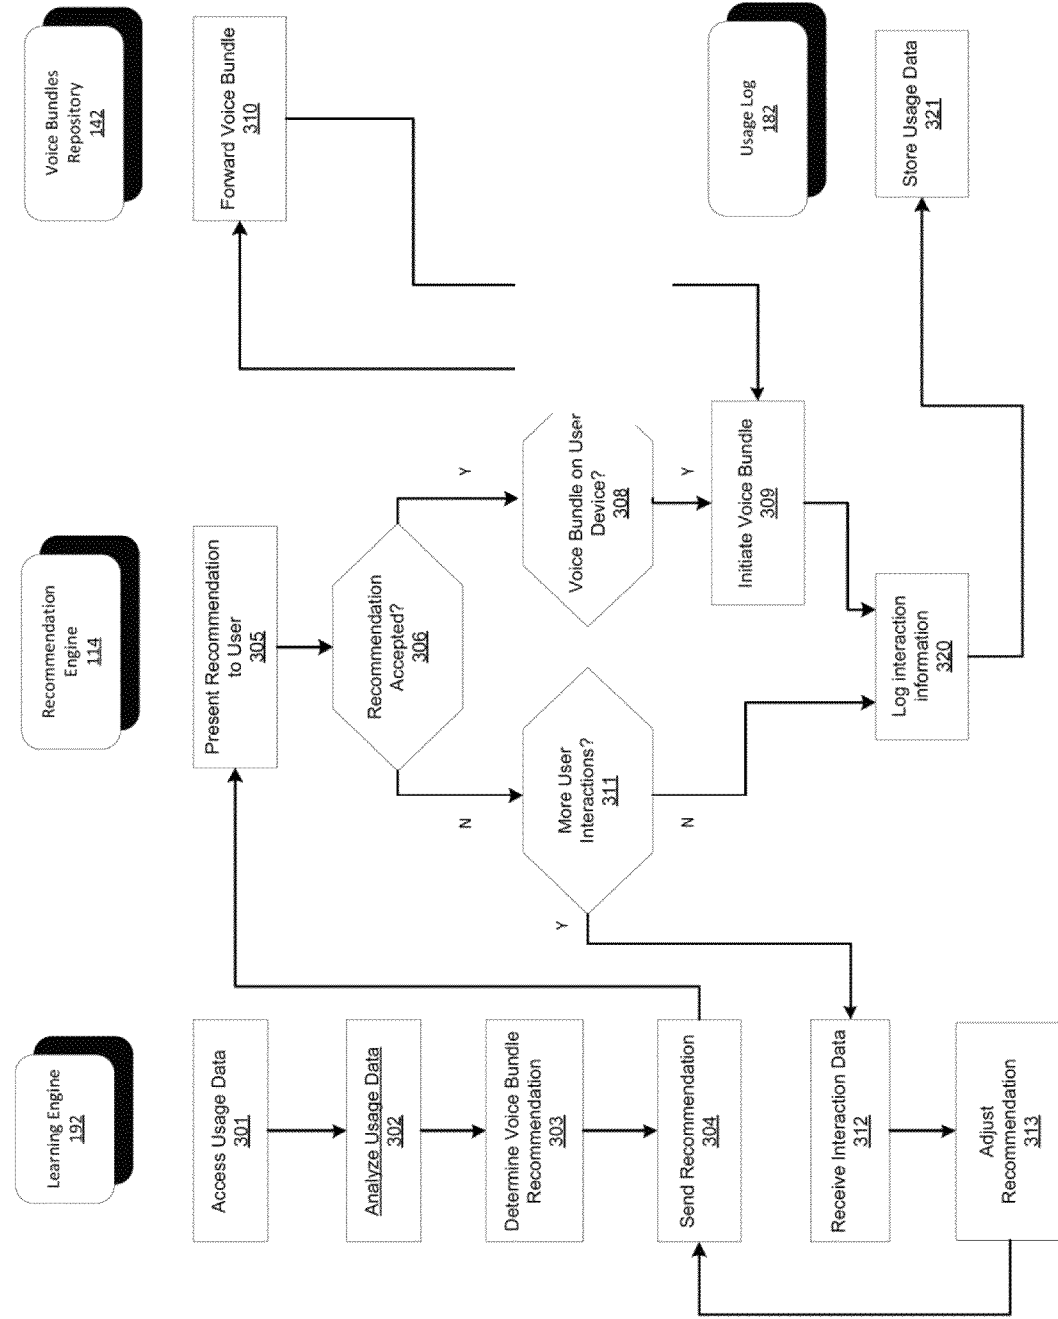 Learning Engine
192
Recommendation
Engine
114
Voice Bundles
Repository
142
Access Usage Data
301
Analyze Usage Data
302
Determine Voice Bundle
Recommendation
303
Send Recommendation
304
Receive Interaction Data
312
Adjust
Recommendation
313
Present Recommendation
to User
305
Recommendation
Accepted?
306
N
Y
More User
Interactions?
311
Y
N
Voice Bundle on User
Device?
308
Y
Initiate Voice Bundle
309
Log interaction
information
320
Forward Voice Bundle
310
Usage Log
182
Store Usage Data
321